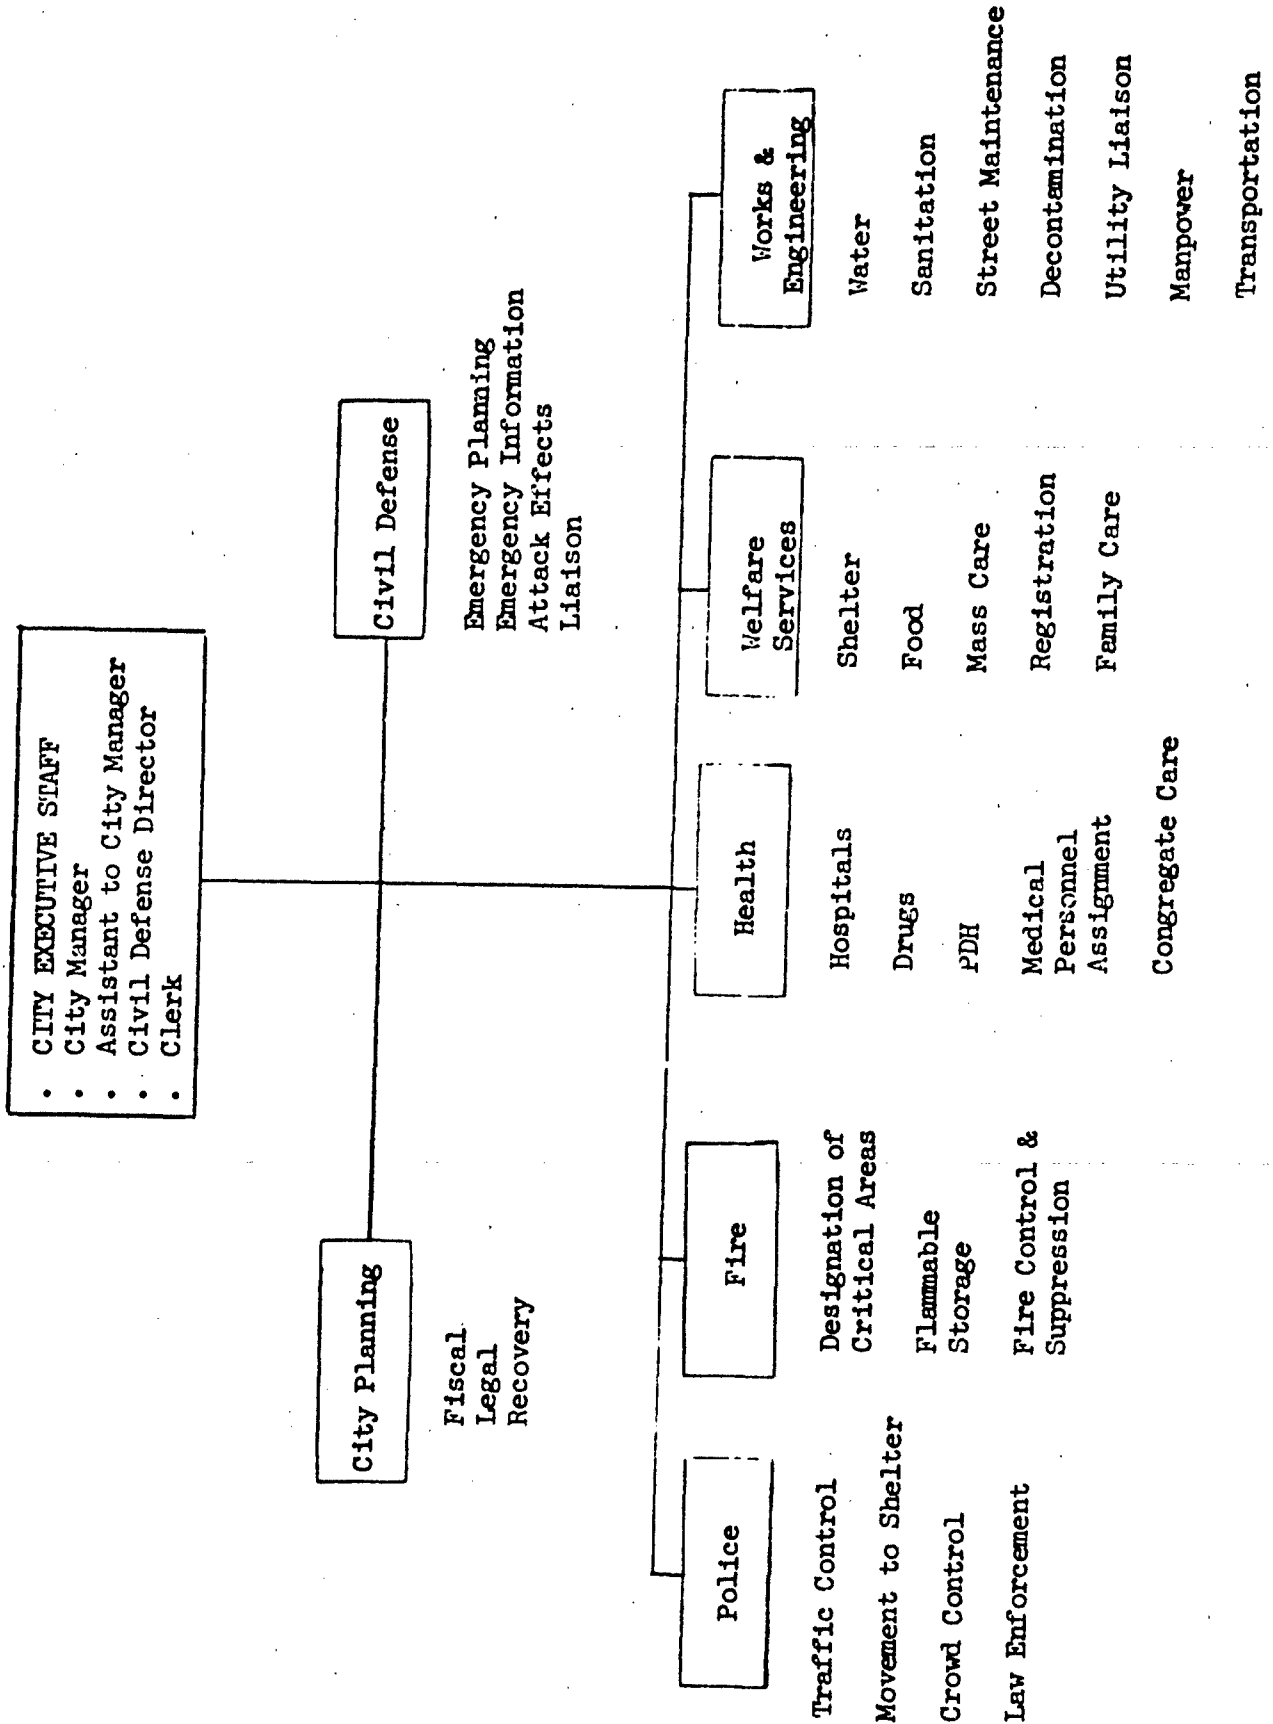 · CITY EXECUTIVE STAFF
· City Manager
· Assistant to City Manager
· Civil Defense Director
· Clerk
City Planning
Fiscal
Legal
Recovery
Civil Defense
Emergency Planning
Emergency Information
Attack Effects
Liaison
Police
Traffic Control
Movement to Shelter
Crowd Control
Law Enforcement
Fire
Designation of
Critical Areas
Flammable
Storage
Fire Control &
Suppression
Health
Hospitals
Drugs
PDH
Medical
Personnel
Assignment
Congregate Care
Welfare
Services
Shelter
Food
Mass Care
Registration
Family Care
Works &
Engineering
Water
Sanitation
Street Maintenance
Decontamination
Utility Liaison
Manpower
Transportation